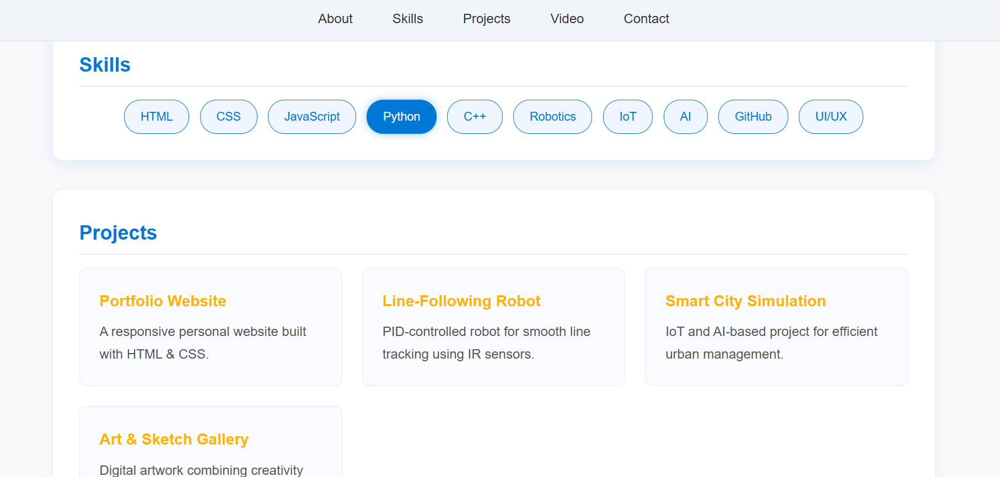 About Skills Projects Video Contact
Skills
HTML CSS JavaScript Python C++ Robotics IoT AI GitHub UI/UX
Projects
Portfolio Website
A responsive personal website built
with HTML & CSS.
Line-Following Robot
PID-controlled robot for smooth line
tracking using IR sensors.
Smart City Simulation
IoT and AI-based project for efficient
urban management.
Art & Sketch Gallery
Digital artwork combining creativity